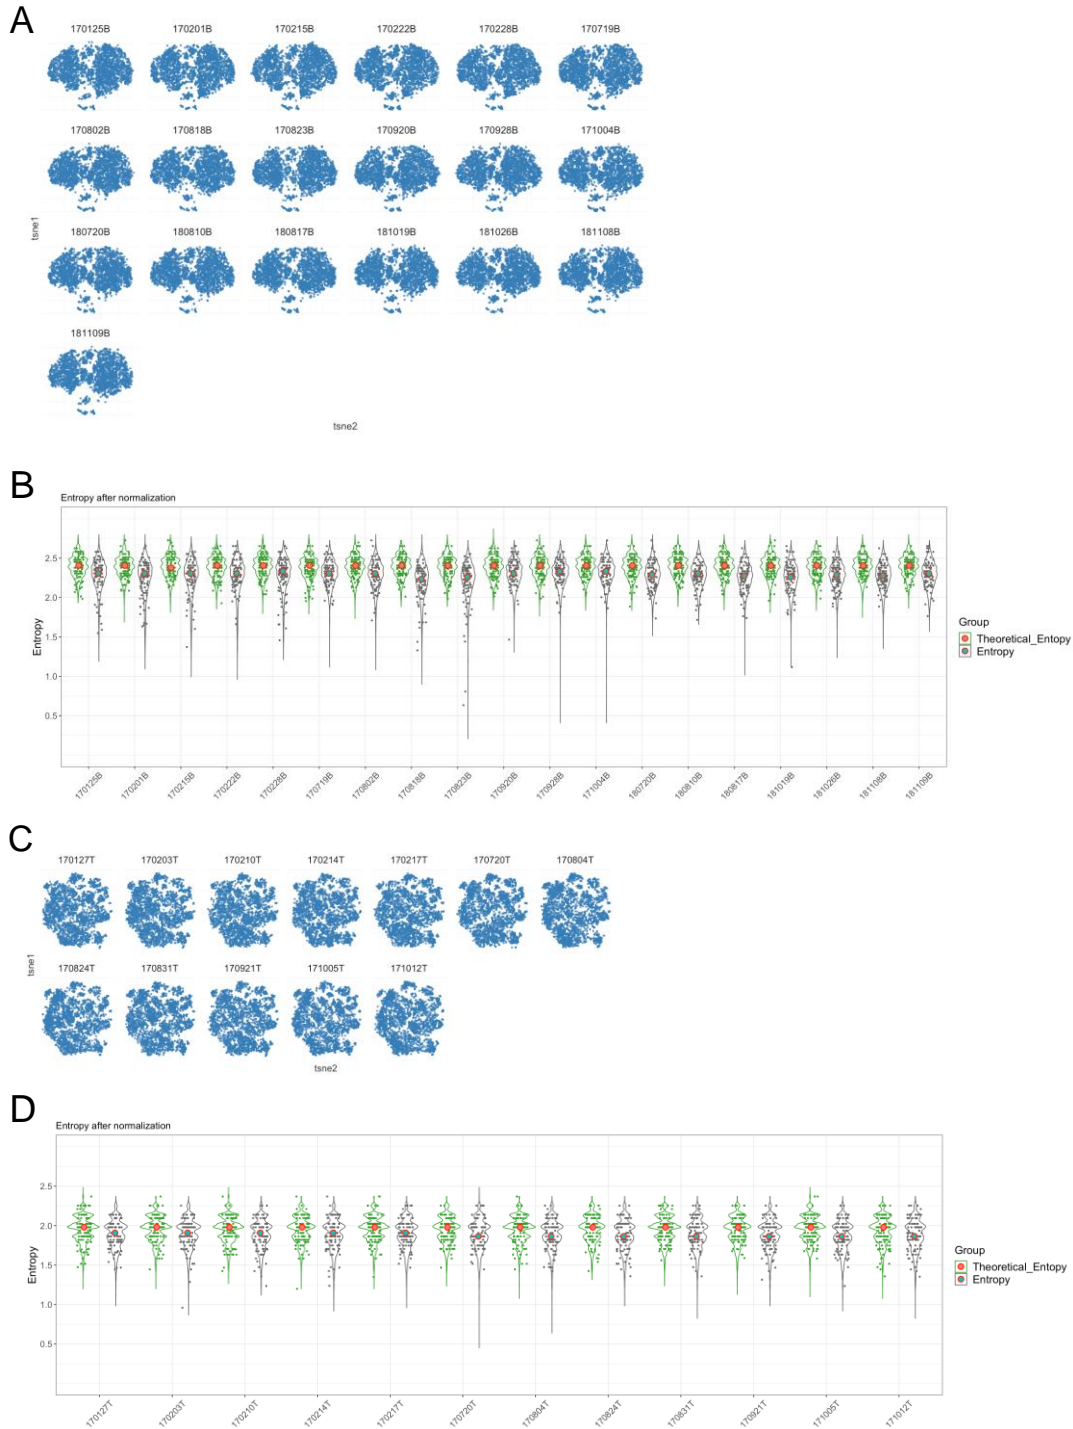 A
170125B 170201B 170215B 170222B 170228B 170719B
170802B 170818B 170823B 170920B 170928B 171004B
tsne1
180720B 180810B 180817B 181019B 181026B 181108B
181109B
tsne2
B
Entropy after normalization
Entropy
2.5
2.0
1.5
1.0
0.5
170125B 170201B 170215B 170222B 170228B 170719B 170802B 170818B 170823B 170920B 170928B 171004B 180720B 180810B 180817B 181019B 181026B 181108B 181109B
Group
Theoretical_Entopy
Entropy
C
170127T 170203T 170210T 170214T 170217T 170720T 170804T
tsne1
170824T 170831T 170921T 171005T 171012T
tsne2
D
Entropy after normalization
Entropy
2.5
2.0
1.5
1.0
0.5
170127T 170203T 170210T 170214T 170217T 170720T 170804T 170824T 170831T 170921T 171005T 171012T
Group
Theoretical_Entopy
Entropy